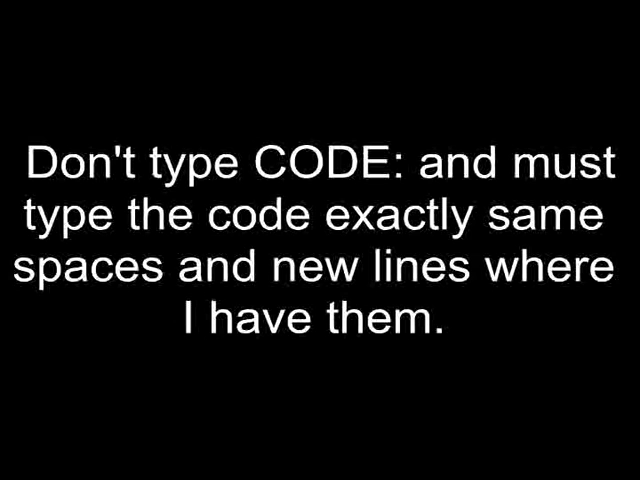 Don't type CODE: and must
type the code exactly same
spaces and new lines where
I have them.